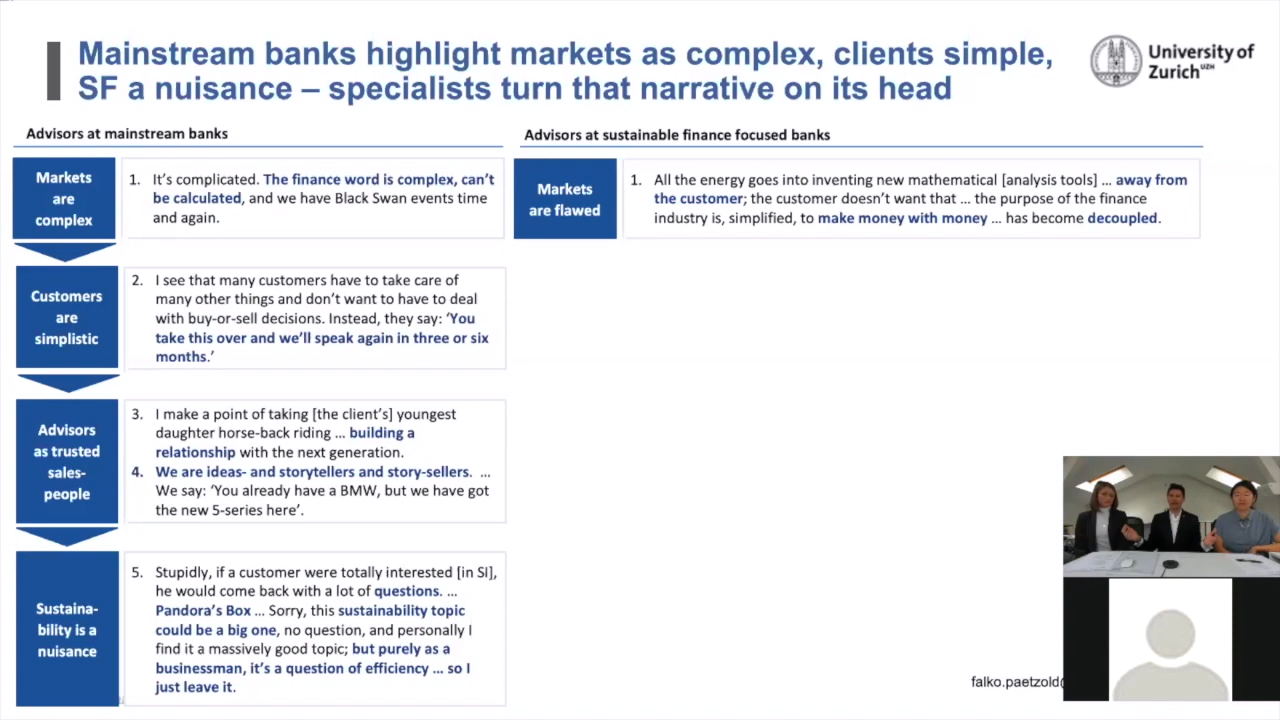 Mainstream banks highlight markets as complex, clients simple,
SF a nuisance – specialists turn that narrative on its head
University of
Zurich UZH
Advisors at mainstream banks
Markets
are
complex
1. It's complicated. The finance word is complex, can't
be calculated, and we have Black Swan events time
and again.
Customers
are
simplistic
2. I see that many customers have to take care of
many other things and don't want to have to deal
with buy-or-sell decisions. Instead, they say: 'You
take this over and we'll speak again in three or six
months.'
Advisors
as trusted
sales-
people
3. I make a point of taking [the client's] youngest
daughter horse-back riding … building a
relationship with the next generation.
4. We are ideas- and storytellers and story-sellers. …
We say: 'You already have a BMW, but we have got
the new 5-series here'.
Sustaina-
bility is a
nuisance
5. Stupidly, if a customer were totally interested [in SI],
he would come back with a lot of questions. …
Pandora's Box … Sorry, this sustainability topic
could be a big one, no question, and personally I
find it a massively good topic; but purely as a
businessman, it's a question of efficiency … so I
just leave it.
Advisors at sustainable finance focused banks
Markets
are flawed
1. All the energy goes into inventing new mathematical [analysis tools] … away from
the customer; the customer doesn't want that … the purpose of the finance
industry is, simplified, to make money with money … has become decoupled.
falko.paetzold@